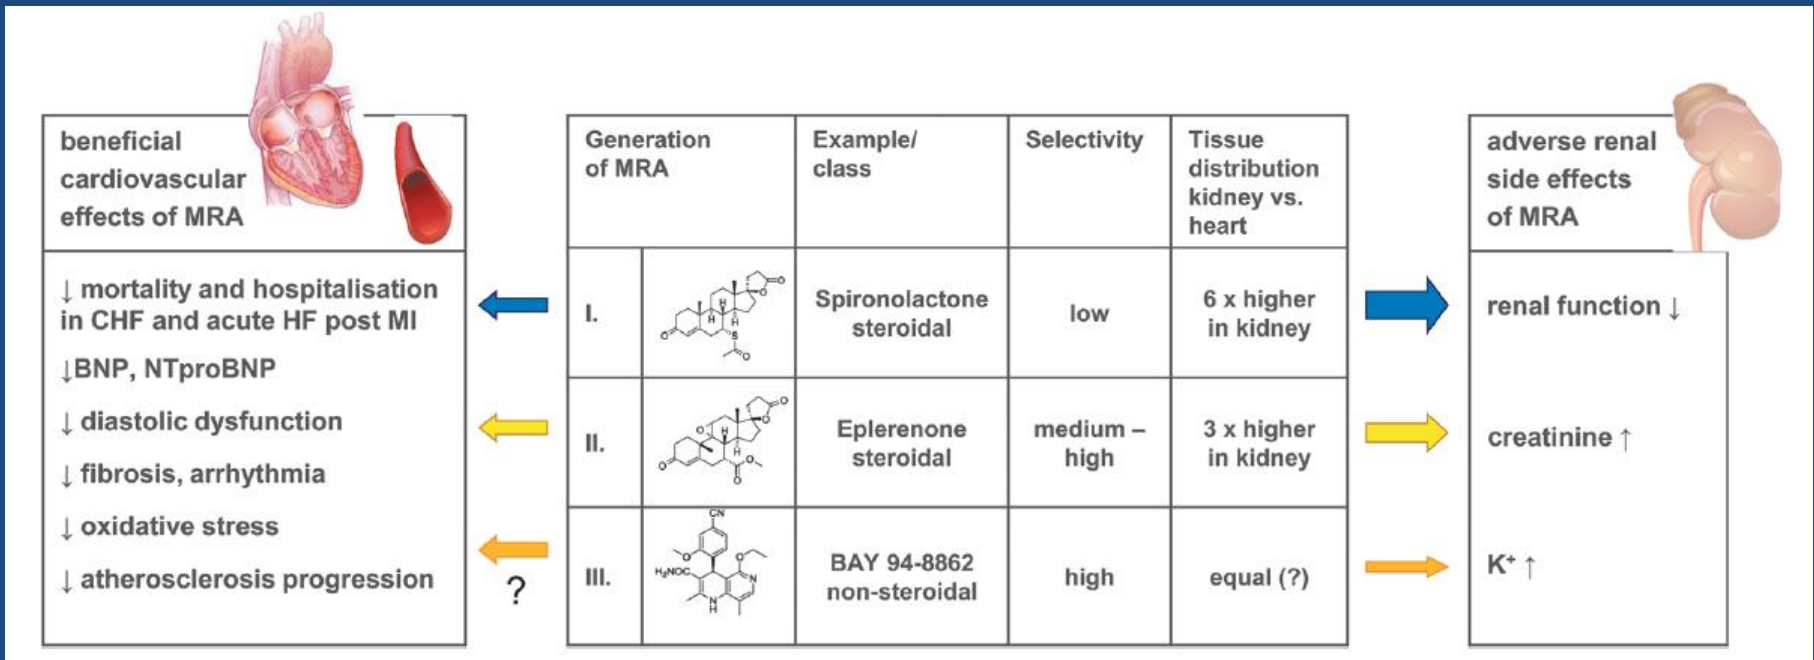 beneficial
cardiovascular
effects of MRA
↓ mortality and hospitalisation
in CHF and acute HF post MI
↓BNP, NTproBNP
↓ diastolic dysfunction
↓ fibrosis, arrhythmia
↓ oxidative stress
↓ atherosclerosis progression
?
Generation
of MRA
Example/
class
Selectivity
Tissue
distribution
kidney vs.
heart
I.
O
O
O
H
H
H
S
O
Spironolactone
steroidal
low
6 x higher
in kidney
II.
O
O
O
O
H
H
O
O
Eplerenone
steroidal
medium –
high
3 x higher
in kidney
III.
CN
O
O
H₂NOC
N
N
H
BAY 94-8862
non-steroidal
high
equal (?)
adverse renal
side effects
of MRA
renal function ↓
creatinine ↑
K⁺ ↑